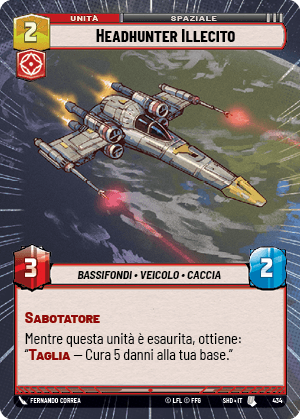 UNITÀ
SPAZIALE
2
HEADHUNTER ILLECITO
3
BASSIFONDI • VEICOLO • CACCIA
2
SABOTATORE
Mentre questa unità è esaurita, ottiene:
"TAGLIA — Cura 5 danni alla tua base."
FERNANDO CORREA
© LFL © FFG
SHD • IT
434